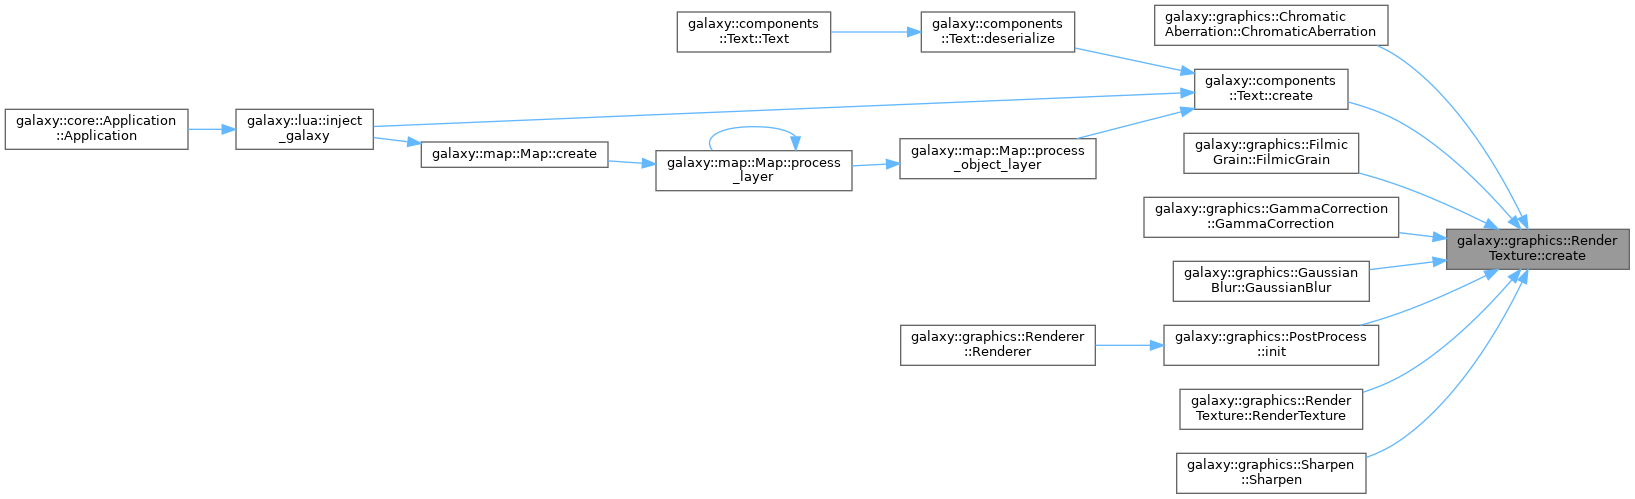 galaxy::components
::Text::Text
galaxy::components
::Text::deserialize
galaxy::graphics::Chromatic
Aberration::ChromaticAberration
galaxy::components
::Text::create
galaxy::core::Application
::Application
galaxy::lua::inject
_galaxy
galaxy::map::Map::create
galaxy::map::Map::process
_layer
galaxy::map::Map::process
_object_layer
galaxy::graphics::Filmic
Grain::FilmicGrain
galaxy::graphics::GammaCorrection
::GammaCorrection
galaxy::graphics::Render
Texture::create
galaxy::graphics::Gaussian
Blur::GaussianBlur
galaxy::graphics::Renderer
::Renderer
galaxy::graphics::PostProcess
::init
galaxy::graphics::Render
Texture::RenderTexture
galaxy::graphics::Sharpen
::Sharpen